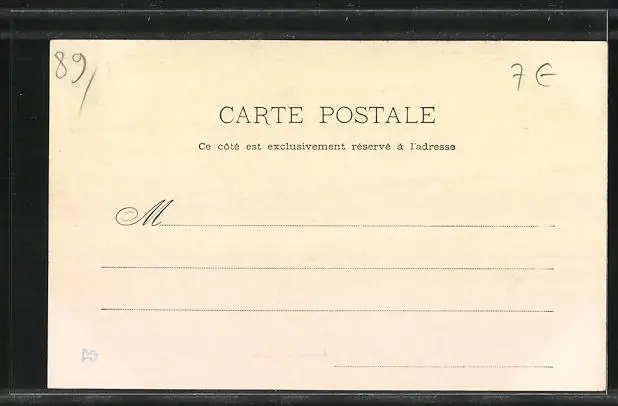 89/
7 €
CARTE POSTALE
Ce côté est exclusivement réservé à l'adresse
M